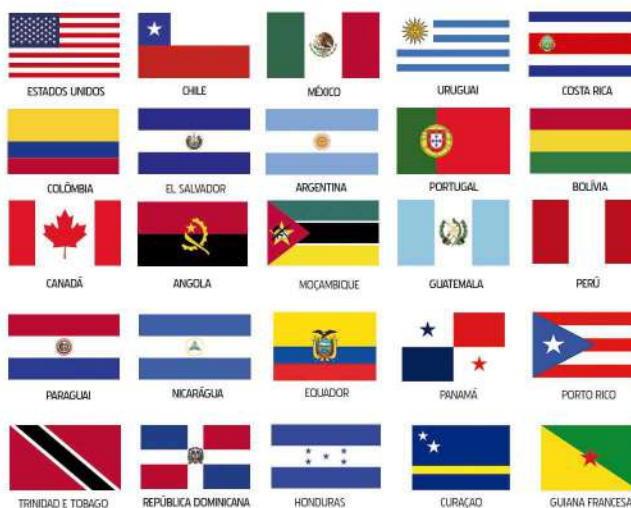 ESTADOS UNIDOS
CHILE
MÉXICO
URUGUAI
COSTA RICA
COLÔMBIA
EL SALVADOR
ARGENTINA
PORTUGAL
BOLÍVIA
CANADÁ
ANGOLA
MOÇAMBIQUE
GUATEMALA
PERÚ
PARAGUAI
NICARÁGUA
EQUADOR
PANAMÁ
PORTO RICO
TRINIDAD E TOBAGO
REPÚBLICA DOMINICANA
HONDURAS
CURAÇAO
GUIANA FRANCESA